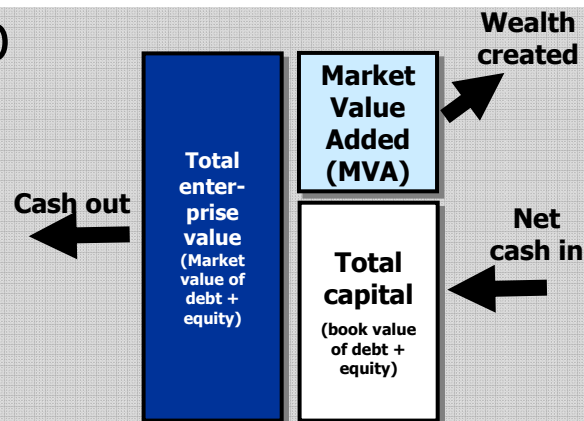 )
Wealth
created
Market
Value
Added
(MVA)
Total
enter-
prise
value
(Market
value of
debt +
equity)
Cash out
Net
cash in
Total
capital
(book value
of debt +
equity)